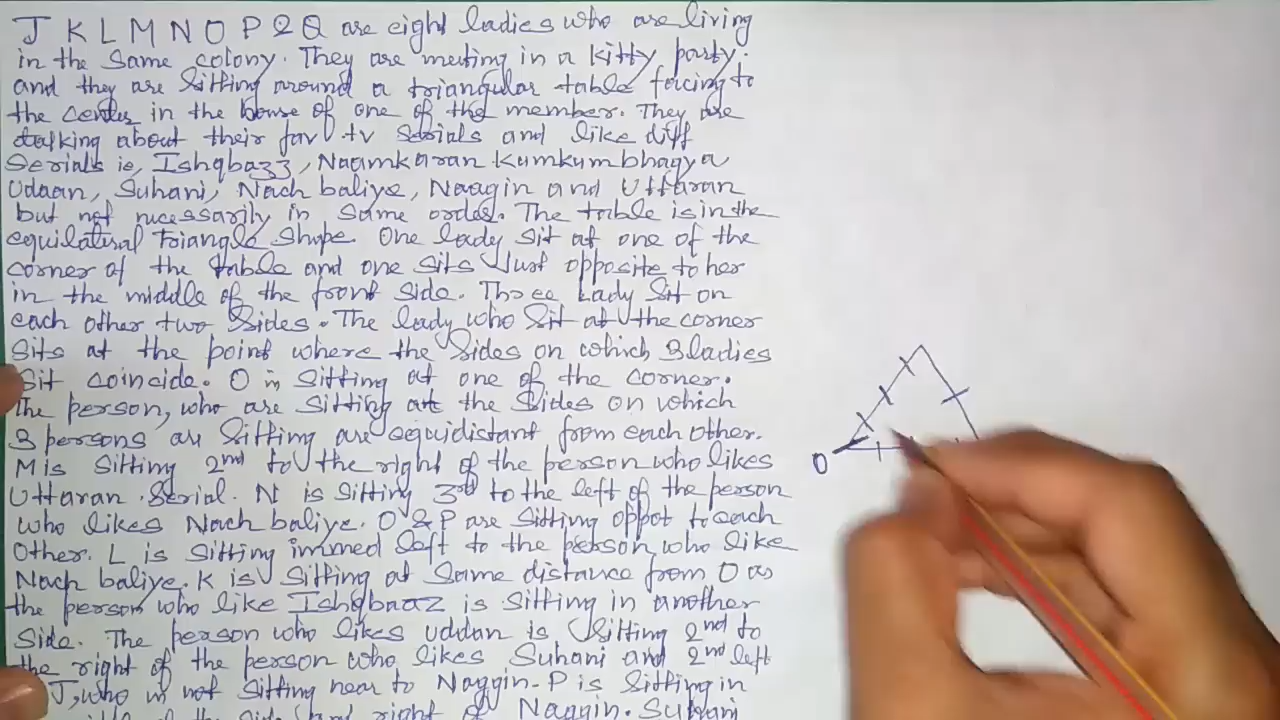 J K L M N O P & Q are eight ladies who are living
in the same colony. They are meeting in a Kitty party.
and they are sitting around a triangular table facing to
the center in the house of one of the member. They are
talking about their fav tv serials and like diff
serials ie, Ishqbazz, Naamkaran Kumkumbhagya
Udaan, Suhani, Nach baliye, Naagin and Uttaran
but not necessarily in same order. The table is in the
equilateral Triangle shape. One lady sit at one of the
corner of the table and one sits Just opposite to her
in the middle of the front side. Three Lady Sit on
each other two Sides. The lady who Sit at the corner
Sits at the point where the sides on which 3 ladies
Sit coincide. O is sitting at one of the corner.
The person, who are sitting at the sides on which
3 persons are sitting are equidistant from each other.
M is Sitting 2nd to the right of the person who likes
Uttaran Serial. N is Sitting 3rd to the left of the person
who likes Nach baliye. O & P are sitting oppot to each
Other. L is sitting immed left to the person who like
Nach baliye. K is Sitting at Same distance from O as
the person who like Ishqbaaz is sitting in another
Side. The person who likes uddan is Sitting 2nd to
the right of the person who likes Suhani and 2nd left
J, who is not sitting near to Naggin. P is sitting in
of the side and right of Naggin. Suhani
O